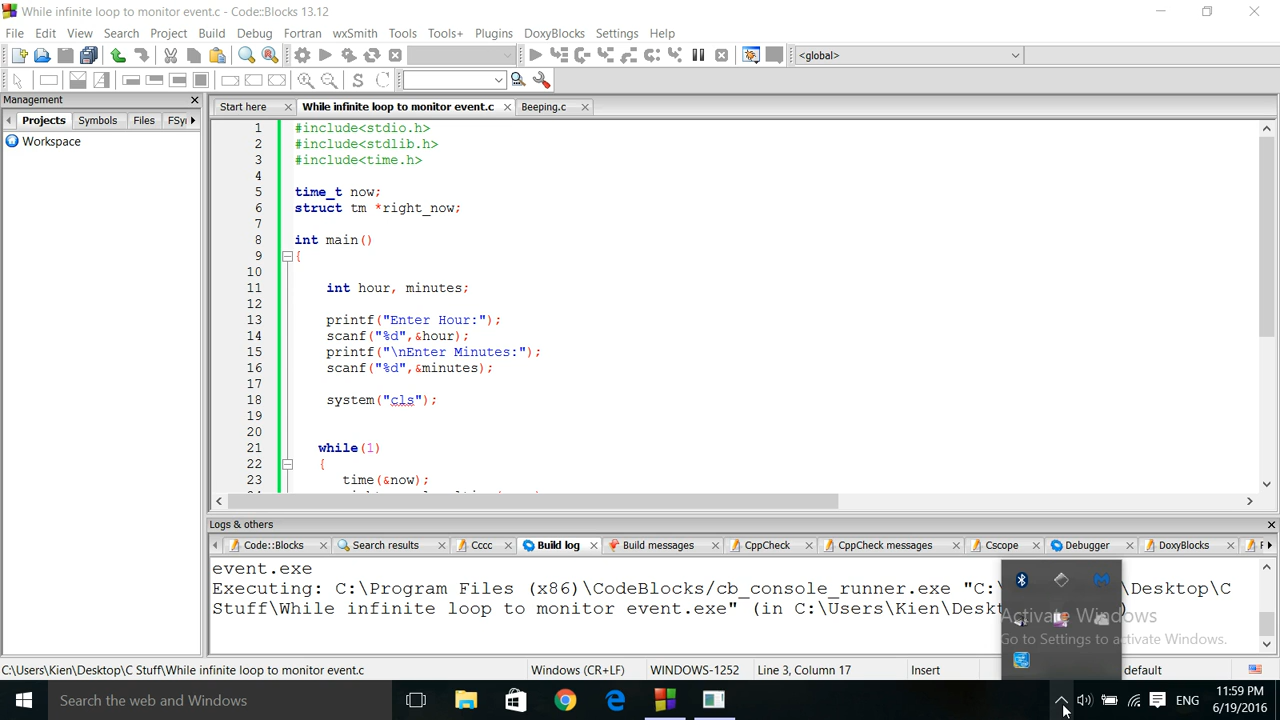 While infinite loop to monitor event.c - Code::Blocks 13.12
File Edit View Search Project Build Debug Fortran wxSmith Tools Tools+ Plugins DoxyBlocks Settings Help
<global>
Management
Projects Symbols Files
Workspace
Start here While infinite loop to monitor event.c Beeping.c
1 #include<stdio.h>
2 #include<stdlib.h>
3 #include<time.h>
4
5 time_t now;
6 struct tm *right_now;
7
8 int main()
9 {
10
11 int hour, minutes;
12
13 printf("Enter Hour:");
14 scanf("%d",&hour);
15 printf("\nEnter Minutes:");
16 scanf("%d",&minutes);
17
18 system("cls");
19
20
21 while(1)
22 {
23 time(&now);
Logs & others
Code::Blocks Search results Cccc Build log Build messages CppCheck CppCheck messages Cscope Debugger DoxyBlocks
event.exe
Executing: C:\Program Files (x86)\CodeBlocks/cb_console_runner.exe "C:\ \Desktop\C
Stuff\While infinite loop to monitor event.exe" (in C:\Users\Kien\Deskt )
Activate Windows
Go to Settings to activate Windows.
C:\Users\Kien\Desktop\C Stuff\While infinite loop to monitor event.c Windows (CR+LF) WINDOWS-1252 Line 3, Column 17 Insert default
Search the web and Windows
ENG
11:59 PM
6/19/2016